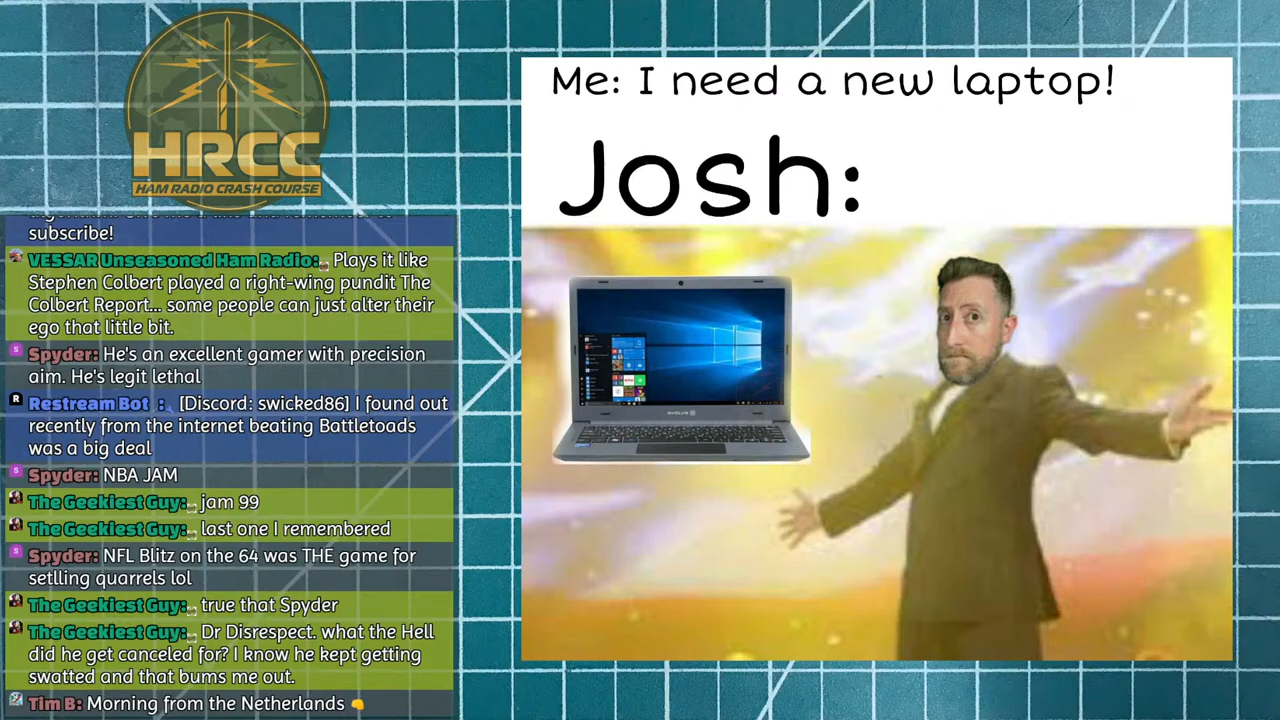 HRCC
HAM RADIO CRASH COURSE
subscribe!
VESSAR Unseasoned Ham Radio: Plays it like
Stephen Colbert played a right-wing pundit The
Colbert Report... some people can just alter their
ego that little bit.
Spyder: He's an excellent gamer with precision
aim. He's legit lethal
Restream Bot : [Discord: swicked86] I found out
recently from the internet beating Battletoads
was a big deal
Spyder: NBA JAM
The Geekiest Guy: jam 99
The Geekiest Guy: last one I remembered
Spyder: NFL Blitz on the 64 was THE game for
setlling quarrels lol
The Geekiest Guy: true that Spyder
The Geekiest Guy: Dr Disrespect. what the Hell
did he get canceled for? I know he kept getting
swatted and that bums me out.
Tim B: Morning from the Netherlands 👊
Me: I need a new laptop!
Josh:
EVOLVE